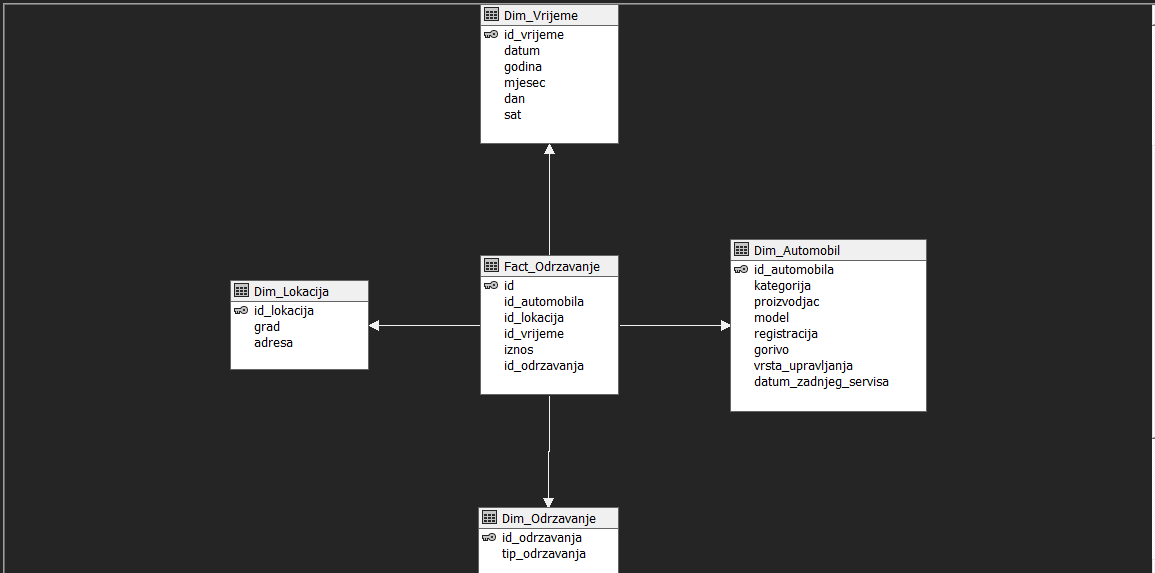 Dim_Vrijeme
id_vrijeme
datum
godina
mjesec
dan
sat
Dim_Lokacija
id_lokacija
grad
adresa
Fact_Odrzavanje
id
id_automobila
id_lokacija
id_vrijeme
iznos
id_odrzavanja
Dim_Automobil
id_automobila
kategorija
proizvodjac
model
registracija
gorivo
vrsta_upravljanja
datum_zadnjeg_servisa
Dim_Odrzavanje
id_odrzavanja
tip_odrzavanja